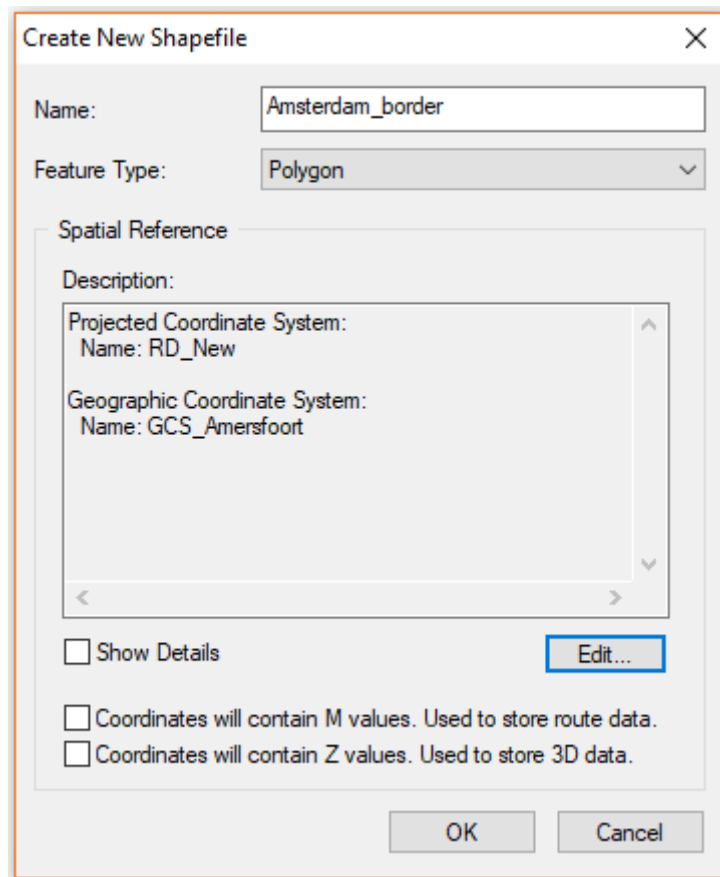 Create New Shapefile
Name:
Amsterdam_border
Feature Type:
Polygon
Spatial Reference
Description:
Projected Coordinate System:
Name: RD_New
Geographic Coordinate System:
Name: GCS_Amersfoort
Show Details
Edit...
Coordinates will contain M values. Used to store route data.
Coordinates will contain Z values. Used to store 3D data.
OK
Cancel